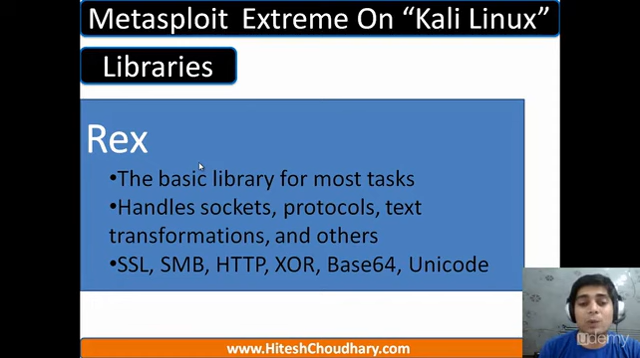 Metasploit Extreme On “Kali Linux”
Libraries
Rex
•The basic library for most tasks
•Handles sockets, protocols, text
transformations, and others
•SSL, SMB, HTTP, XOR, Base64, Unicode
www.HiteshChoudhary.com
udemy